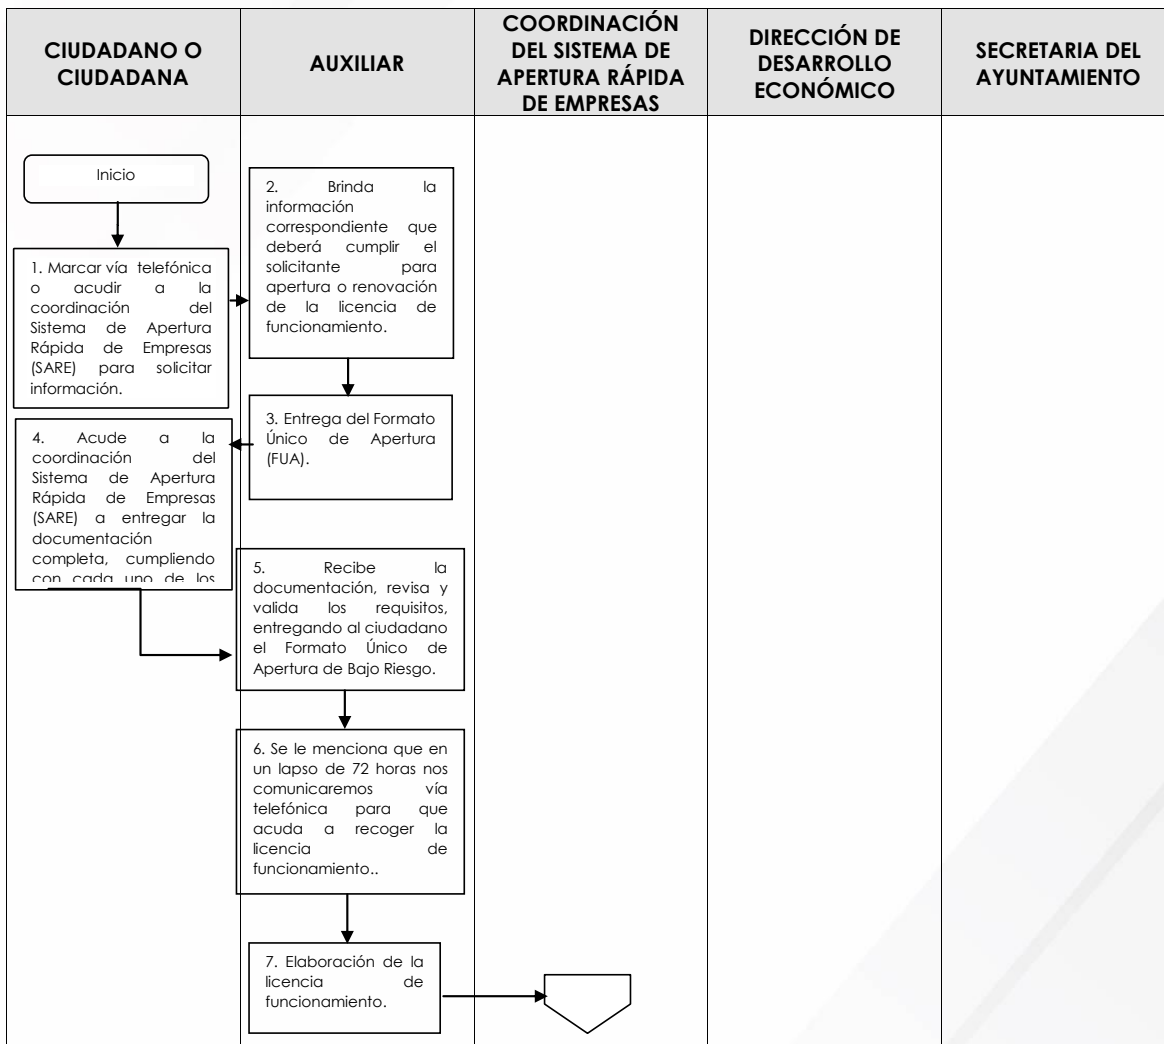 CIUDADANO O
CIUDADANA
AUXILIAR
COORDINACIÓN
DEL SISTEMA DE
APERTURA RÁPIDA
DE EMPRESAS
DIRECCIÓN DE
DESARROLLO
ECONÓMICO
SECRETARIA DEL
AYUNTAMIENTO
Inicio
1. Marcar vía telefónica
o acudir a la
coordinación del
Sistema de Apertura
Rápida de Empresas
(SARE) para solicitar
información.
2. Brinda la
información
correspondiente que
deberá cumplir el
solicitante para
apertura o renovación
de la licencia de
funcionamiento.
3. Entrega del Formato
Único de Apertura
(FUA).
4. Acude a la
coordinación del
Sistema de Apertura
Rápida de Empresas
(SARE) a entregar la
documentación
completa, cumpliendo
con cada uno de los
5. Recibe la
documentación, revisa y
valida los requisitos,
entregando al ciudadano
el Formato Único de
Apertura de Bajo Riesgo.
6. Se le menciona que en
un lapso de 72 horas nos
comunicaremos vía
telefónica para que
acuda a recoger la
licencia de
funcionamiento..
7. Elaboración de la
licencia de
funcionamiento.